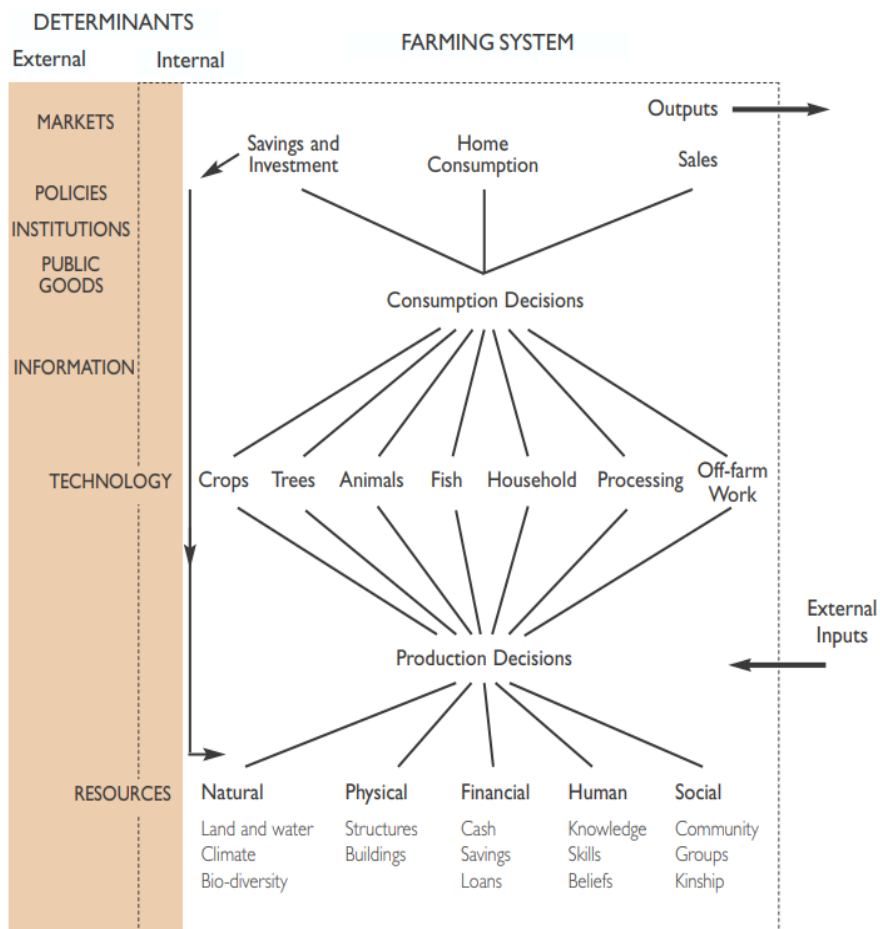 DETERMINANTS
External
Internal
FARMING SYSTEM
MARKETS
Outputs
Savings and
Investment
Home
Consumption
Sales
POLICIES
INSTITUTIONS
PUBLIC
GOODS
Consumption Decisions
INFORMATION
TECHNOLOGY
Crops
Trees
Animals
Fish
Household
Processing
Off-farm
Work
External
Inputs
Production Decisions
RESOURCES
Natural
Land and water
Climate
Bio-diversity
Physical
Structures
Buildings
Financial
Cash
Savings
Loans
Human
Knowledge
Skills
Beliefs
Social
Community
Groups
Kinship